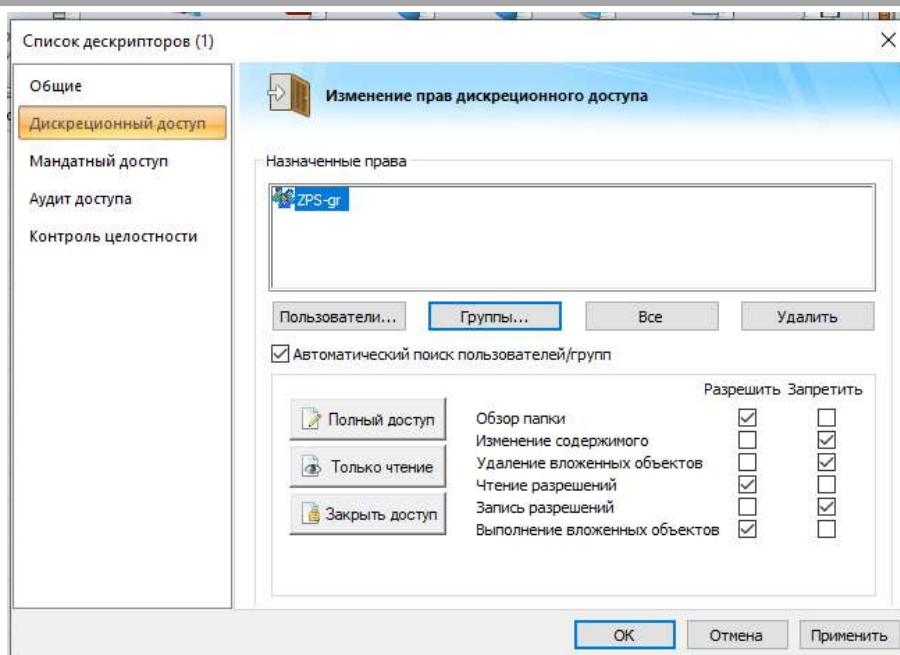 Список дескрипторов (1)
Общие
Дискреционный доступ
Мандатный доступ
Аудит доступа
Контроль целостности
Изменение прав дискреционного доступа
Назначенные права
ZPS-gr
Пользователи... Группы... Все Удалить
Автоматический поиск пользователей/групп
Разрешить Запретить
Полный доступ
Только чтение
Закрыть доступ
Обзор папки
Изменение содержимого
Удаление вложенных объектов
Чтение разрешений
Запись разрешений
Выполнение вложенных объектов
ОК Отмена Применить